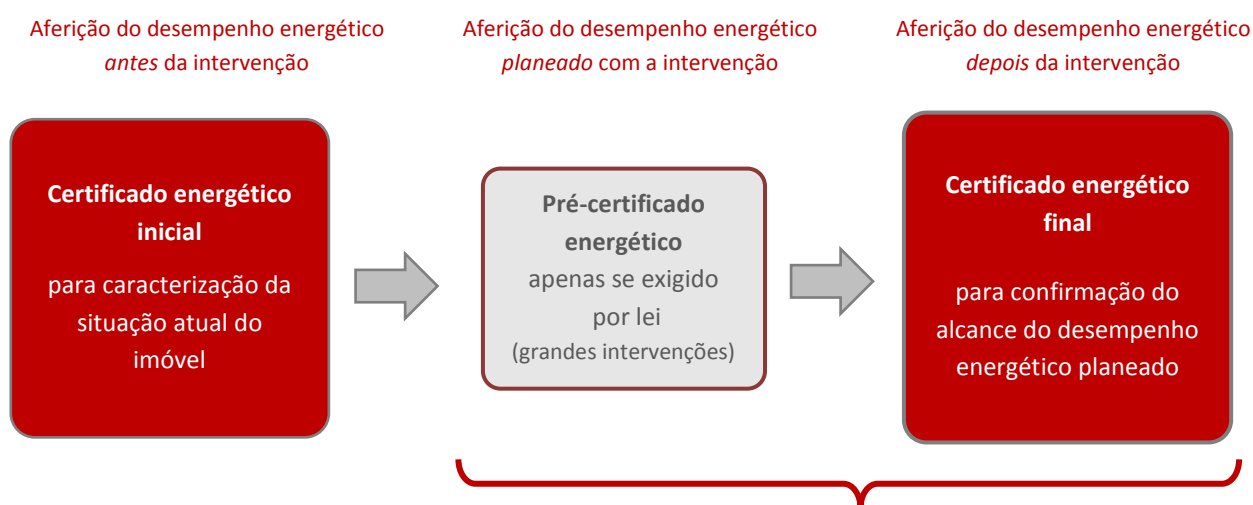 Aferição do desempenho energético
antes da intervenção
Aferição do desempenho energético
planeado com a intervenção
Aferição do desempenho energético
depois da intervenção
Certificado energético
inicial
para caracterização da
situação atual do
imóvel
Pré-certificado
energético
apenas se exigido
por lei
(grandes intervenções)
Certificado energético
final
para confirmação do
alcance do desempenho
energético planeado